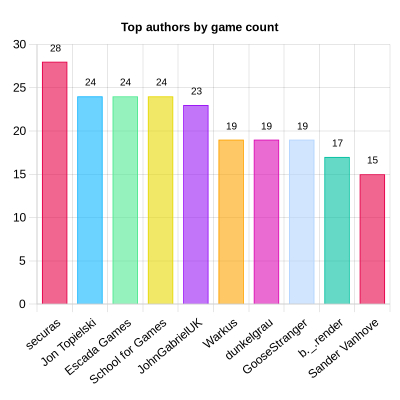 Top authors by game count
30
25
20
15
10
5
0
28
24
24
24
23
19
19
19
17
15
securas
Jon Topielski
Escada Games
School for Games
JohnGabrielUK
Warkus
dunkelgrau
GooseStranger
b._.render
Sander Vanhove